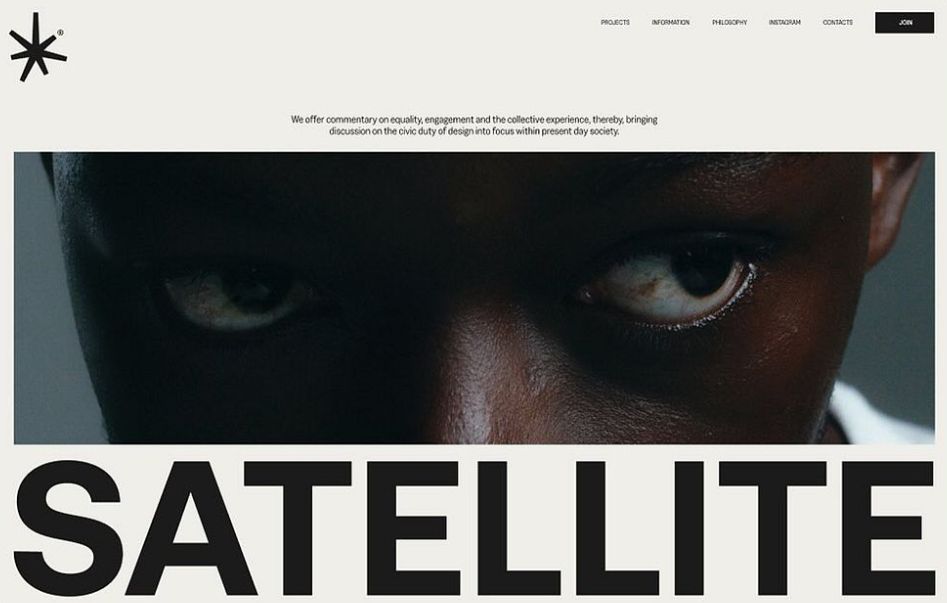 ®
PROJECTS
INFORMATION
PHILOSOPHY
INSTAGRAM
CONTACTS
JOIN
We offer commentary on equality, engagement and the collective experience, thereby, bringing
discussion on the civic duty of design into focus within present day society.
SATELLITE